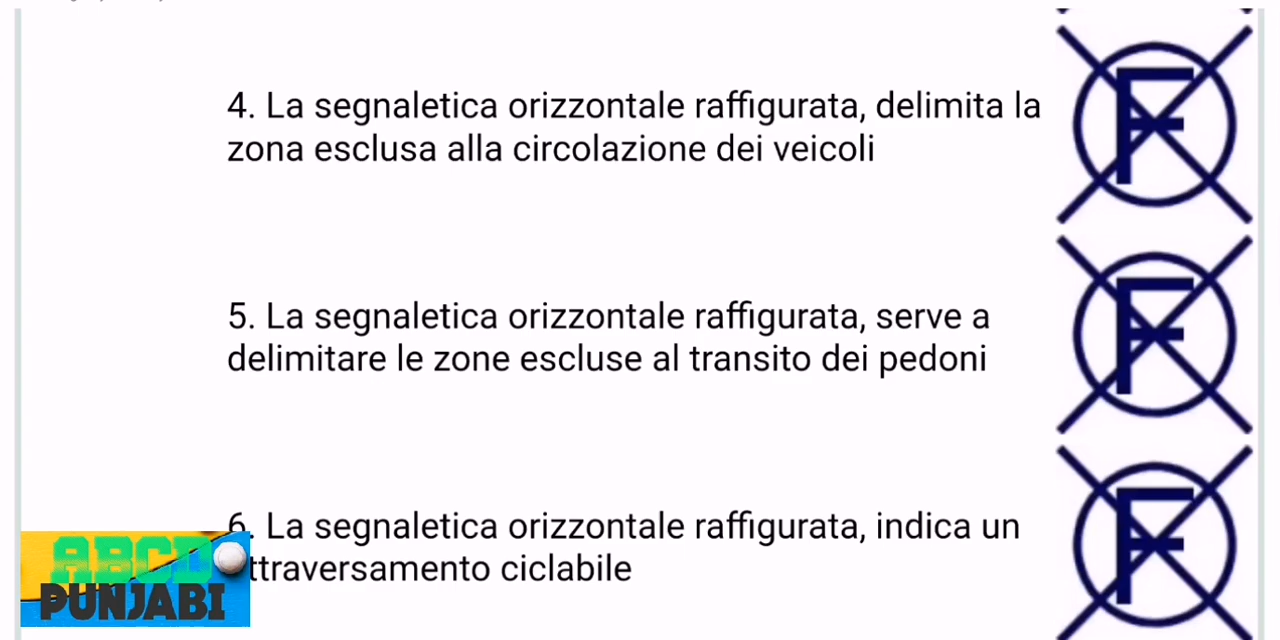 4. La segnaletica orizzontale raffigurata, delimita la
zona esclusa alla circolazione dei veicoli
F
5. La segnaletica orizzontale raffigurata, serve a
delimitare le zone escluse al transito dei pedoni
F
6. La segnaletica orizzontale raffigurata, indica un
ttraversamento ciclabile
F
ABCD
PUNJABI